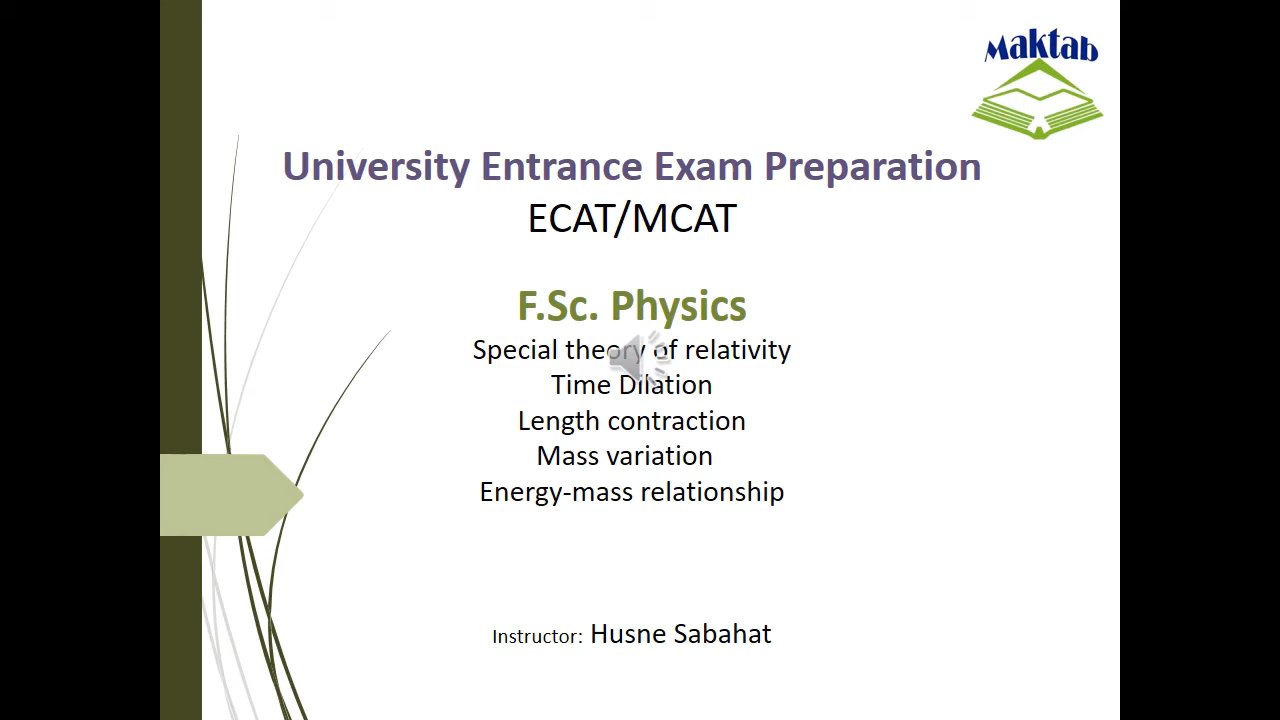 Maktab
University Entrance Exam Preparation
ECAT/MCAT
F.Sc. Physics
Special theory of relativity
Time Dilation
Length contraction
Mass variation
Energy-mass relationship
Instructor: Husne Sabahat